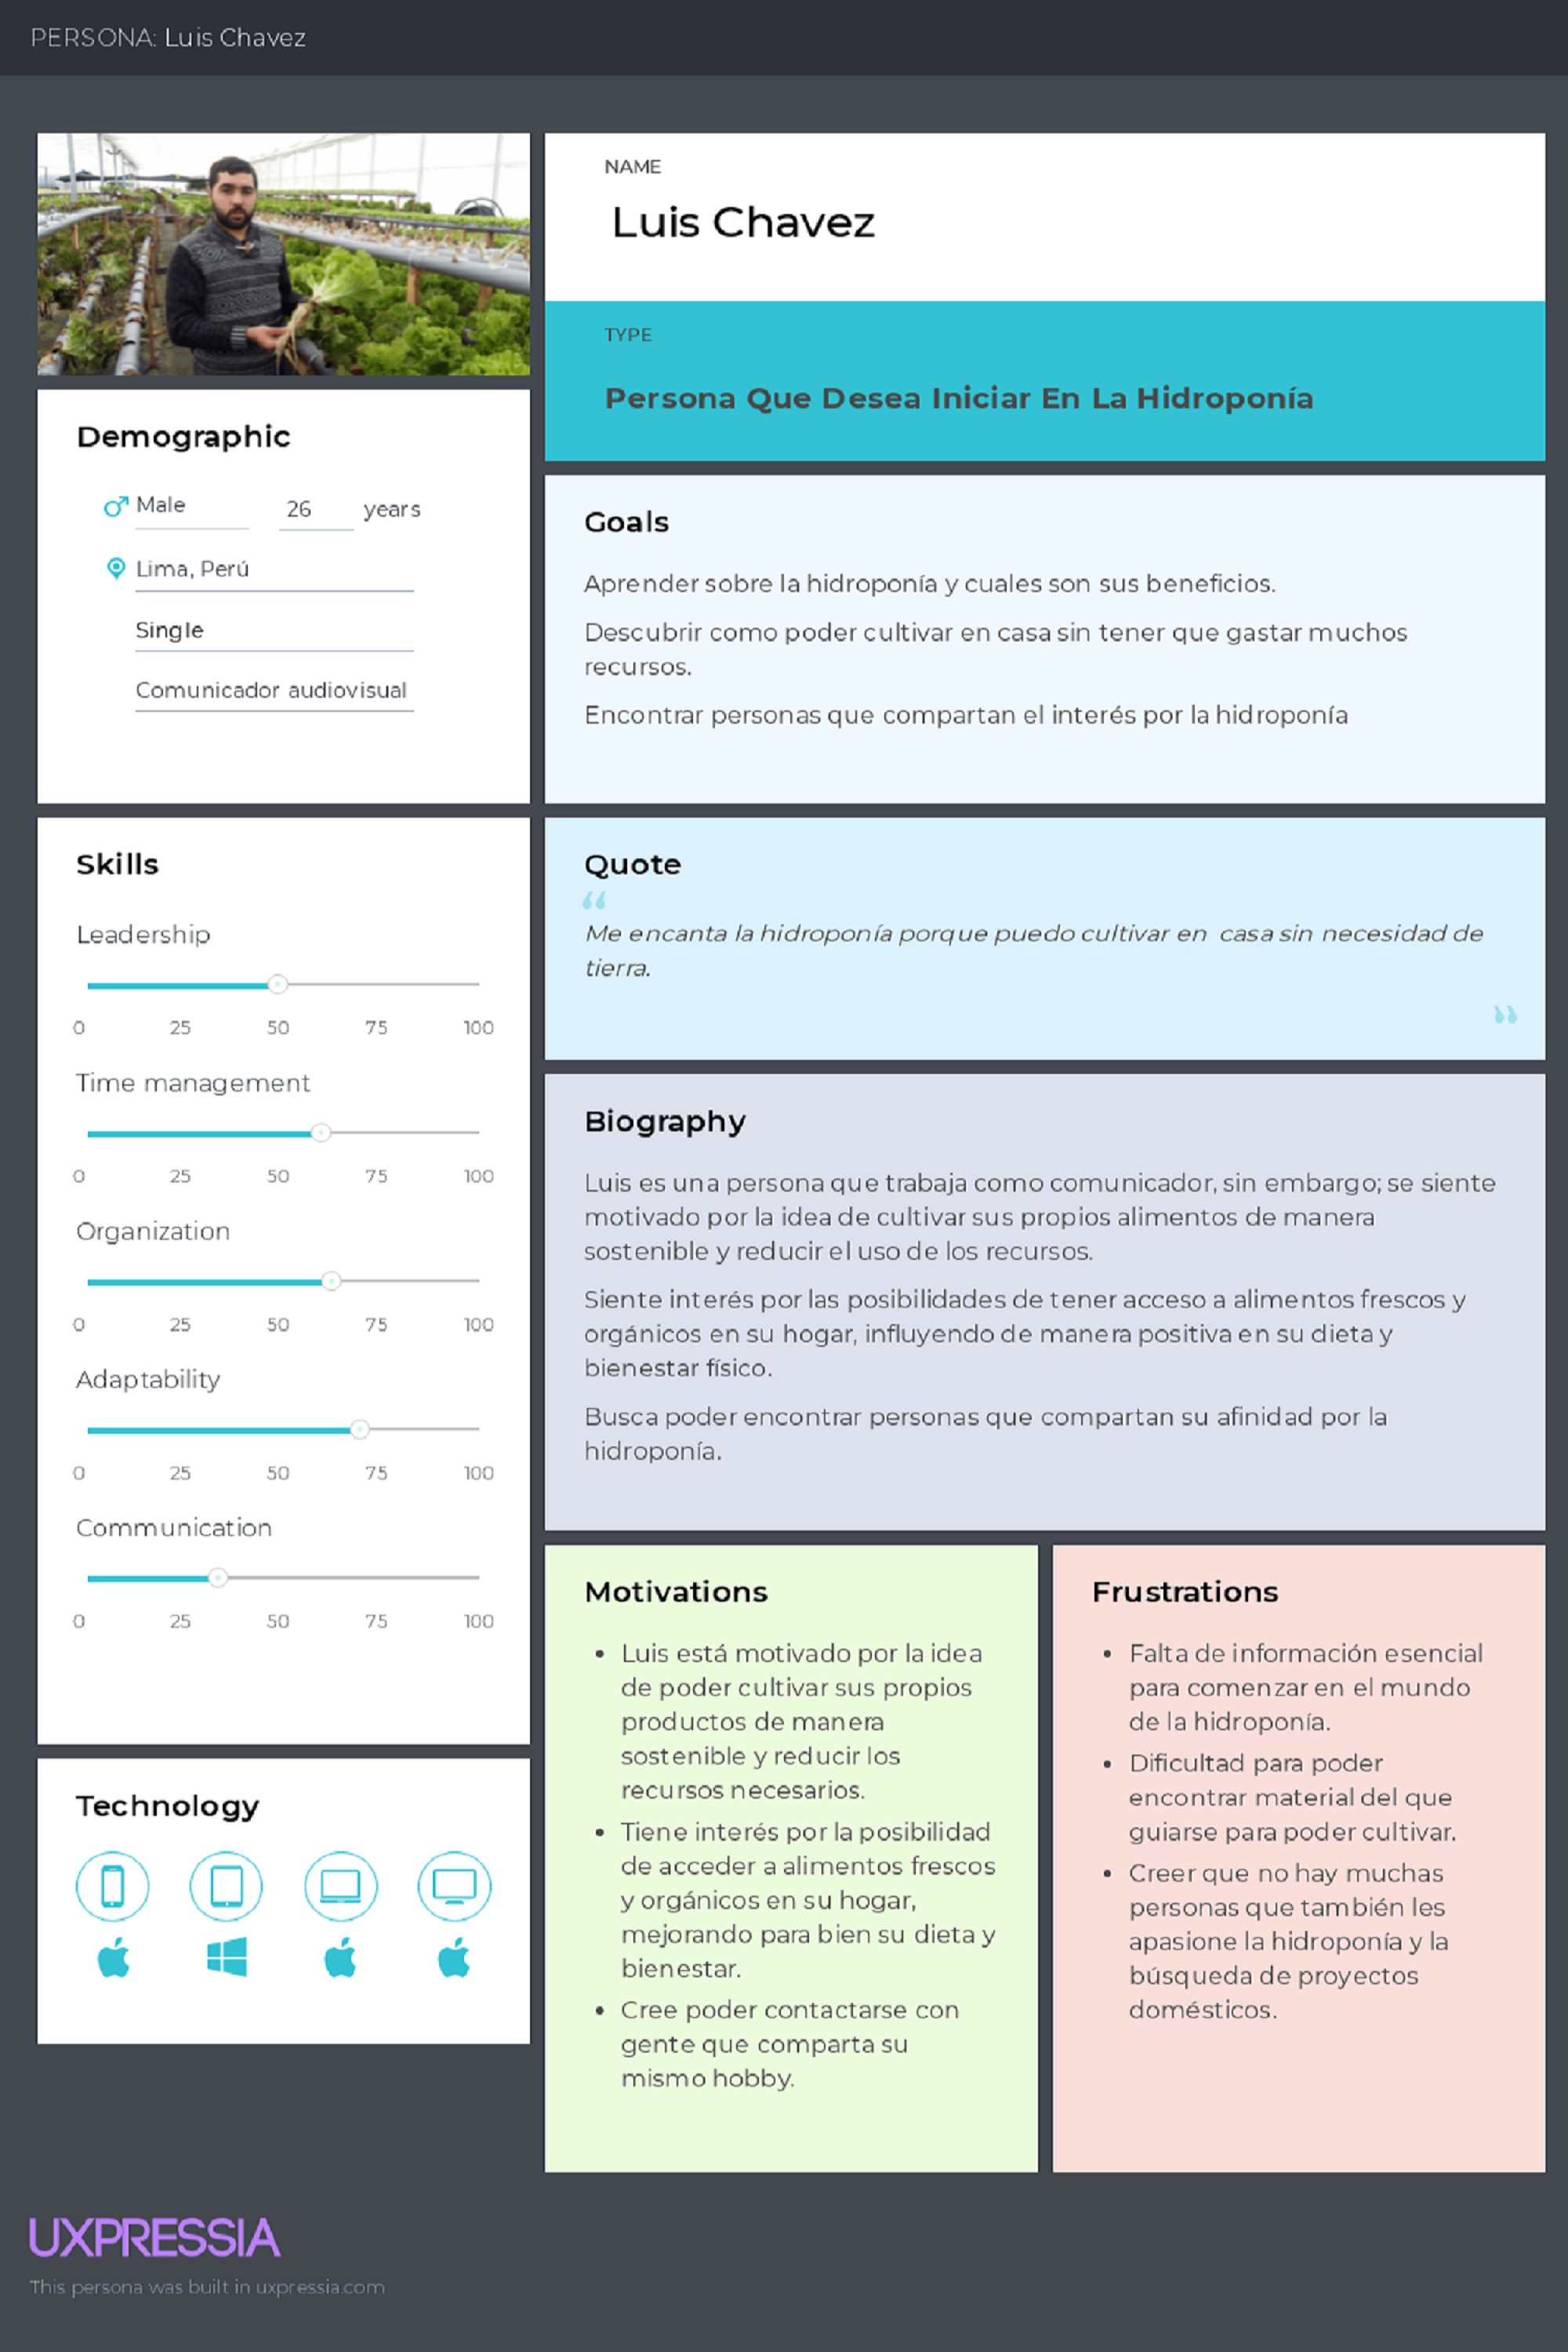 PERSONA: Luis Chavez
NAME
Luis Chavez
TYPE
Persona Que Desea Iniciar En La Hidroponía
Demographic
Male 26 years
Lima, Perú
Single
Comunicador audiovisual
Goals
Aprender sobre la hidroponía y cuales son sus beneficios.
Descubrir como poder cultivar en casa sin tener que gastar muchos
recursos.
Encontrar personas que compartan el interés por la hidroponía
Skills
Leadership
0 25 50 75 100
Time management
0 25 50 75 100
Organization
0 25 50 75 100
Adaptability
0 25 50 75 100
Communication
0 25 50 75 100
Quote
“
Me encanta la hidroponía porque puedo cultivar en casa sin necesidad de
tierra.
”
Biography
Luis es una persona que trabaja como comunicador, sin embargo; se siente
motivado por la idea de cultivar sus propios alimentos de manera
sostenible y reducir el uso de los recursos.
Siente interés por las posibilidades de tener acceso a alimentos frescos y
orgánicos en su hogar, influyendo de manera positiva en su dieta y
bienestar físico.
Busca poder encontrar personas que compartan su afinidad por la
hidroponía.
Technology
Motivations
• Luis está motivado por la idea
de poder cultivar sus propios
productos de manera
sostenible y reducir los
recursos necesarios.
• Tiene interés por la posibilidad
de acceder a alimentos frescos
y orgánicos en su hogar,
mejorando para bien su dieta y
bienestar.
• Cree poder contactarse con
gente que comparta su
mismo hobby.
Frustrations
• Falta de información esencial
para comenzar en el mundo
de la hidroponía.
• Dificultad para poder
encontrar material del que
guiarse para poder cultivar.
• Creer que no hay muchas
personas que también les
apasione la hidroponía y la
búsqueda de proyectos
domésticos.
UXPRESSIA
This persona was built in uxpressia.com